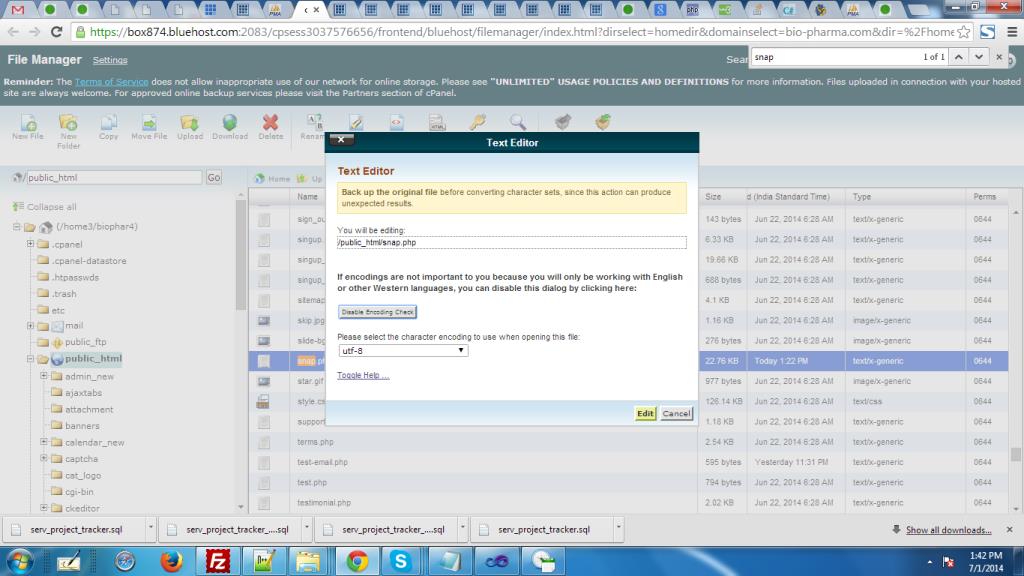 https://box874.bluehost.com:2083/cpsess3037576656/frontend/bluehost/filemanager/index.html?dirselect=homedir&domainselect=bio-pharma.com&dir=%2Fhome
File Manager Settings
snap 1 of 1
Reminder: The Terms of Service does not allow inappropriate use of our network for online storage. Please see "UNLIMITED" USAGE POLICIES AND DEFINITIONS for more information. Files uploaded in connection with your hosted
site are always welcome. For approved online backup services please visit the Partners section of cPanel.
New File New Folder Copy Move File Upload Download Delete
/public_html Go
Home Up
Collapse all
(/home3/biophar4)
.cpanel
.cpanel-datastore
.htpasswds
.trash
etc
mail
public_ftp
public_html
admin_new
ajaxtabs
attachment
banners
calendar_new
captcha
cat_logo
cgi-bin
ckeditor
Text Editor
Text Editor
Back up the original file before converting character sets, since this action can produce
unexpected results.
You will be editing:
/public_html/snap.php
If encodings are not important to you because you will only be working with English
or other Western languages, you can disable this dialog by clicking here:
Disable Encoding Check
Please select the character encoding to use when opening this file:
utf-8
Toggle Help ...
Edit Cancel
Name Size d (India Standard Time) Type Perms
sign_ou 143 bytes Jun 22, 2014 6:28 AM text/x-generic 0644
singup. 6.33 KB Jun 22, 2014 6:28 AM text/x-generic 0644
singup_ 19.66 KB Jun 22, 2014 6:28 AM text/x-generic 0644
singup_ 688 bytes Jun 22, 2014 6:28 AM text/x-generic 0644
sitemap 4.1 KB Jun 22, 2014 6:28 AM text/x-generic 0644
skip.jpg 1.16 KB Jun 22, 2014 6:28 AM image/x-generic 0644
slide-bg 276 bytes Jun 22, 2014 6:28 AM image/x-generic 0644
snap.p 22.76 KB Today 1:22 PM text/x-generic 0644
star.gif 977 bytes Jun 22, 2014 6:28 AM image/x-generic 0644
style.cs 126.14 KB Jun 22, 2014 6:28 AM text/css 0644
support 1.18 KB Jun 22, 2014 6:28 AM text/x-generic 0644
terms.php 2.54 KB Jun 22, 2014 6:28 AM text/x-generic 0644
test-email.php 595 bytes Yesterday 11:31 PM text/x-generic 0644
test.php 794 bytes Jun 22, 2014 6:28 AM text/x-generic 0644
testimonial.php 2.02 KB Jun 22, 2014 6:28 AM text/x-generic 0644
serv_project_tracker.sql serv_project_tracker_....sql serv_project_tracker_....sql serv_project_tracker.sql Show all downloads...
1:42 PM
7/1/2014